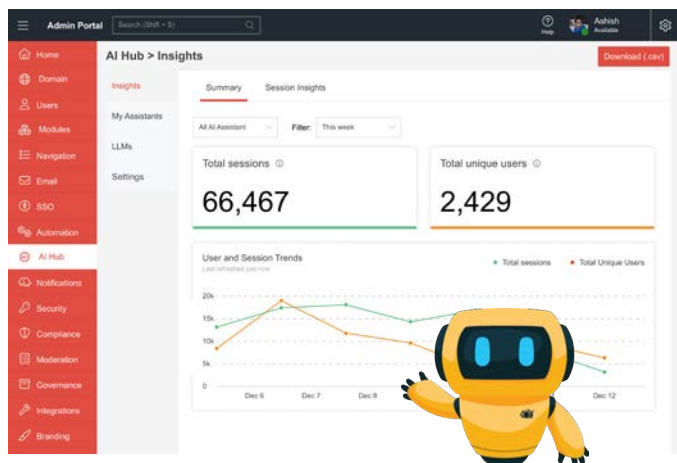 Admin Portal
Search (Shift + S)
Help
Ashish
Available
Home
Domain
Users
Modules
Navigation
Email
SSO
Automation
AI Hub
Notifications
Security
Compliance
Moderation
Governance
Integrations
Branding
AI Hub > Insights
Download (.csv)
Insights
My Assistants
LLMs
Settings
Summary
Session Insights
All AI Assistant
Filter:
This week
Total sessions
66,467
Total unique users
2,429
User and Session Trends
Last refreshed just now
Total sessions
Total Unique Users
20k
15k
10k
5k
0
Dec 6
Dec 7
Dec 8
Dec 12